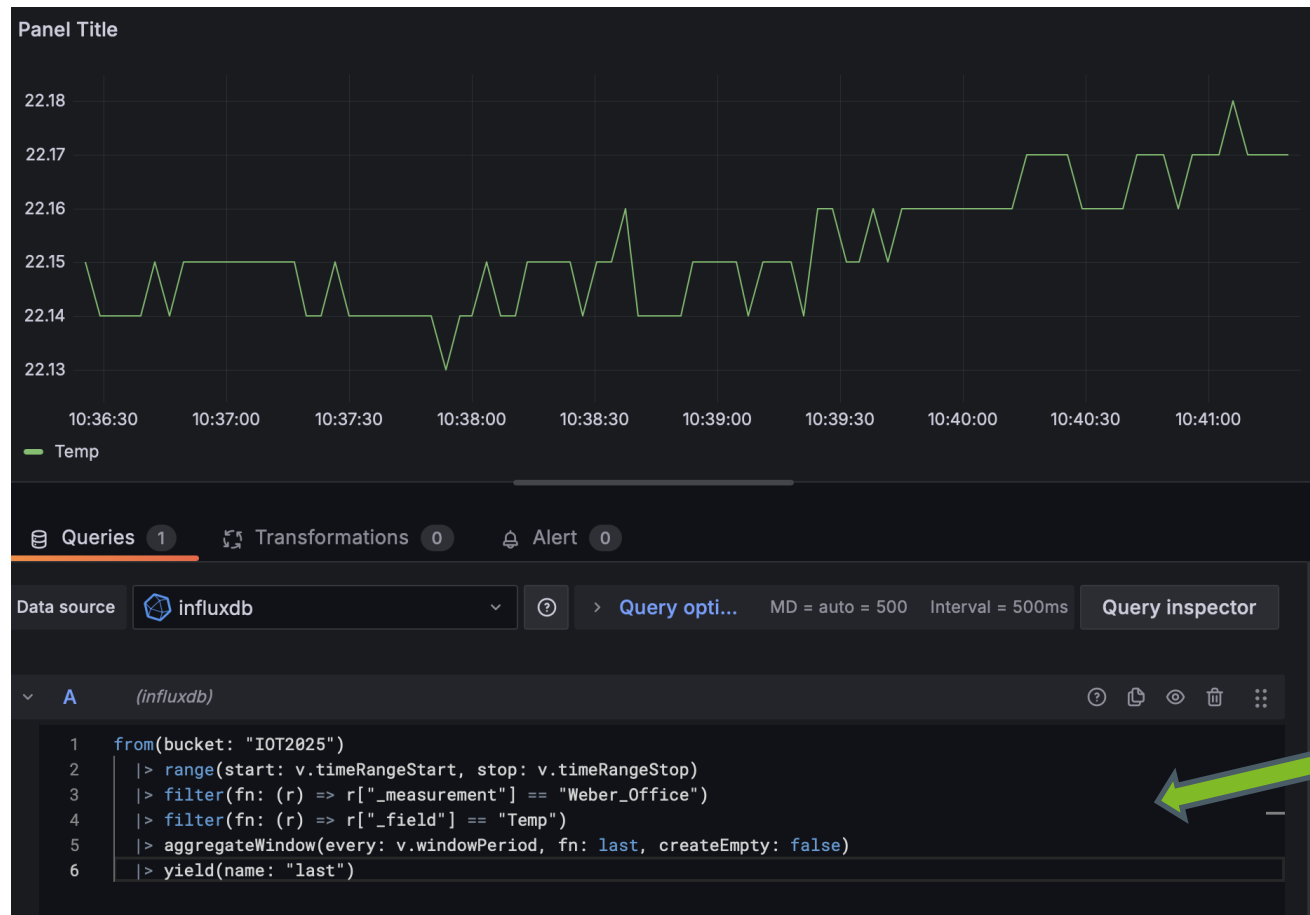 Panel Title
22.18
22.17
22.16
22.15
22.14
22.13
10:36:30 10:37:00 10:37:30 10:38:00 10:38:30 10:39:00 10:39:30 10:40:00 10:40:30 10:41:00
Temp
Queries 1 Transformations 0 Alert 0
Data source influxdb Query opti... MD = auto = 500 Interval = 500ms Query inspector
A (influxdb)
1 from(bucket: "IOT2025")
2 |> range(start: v.timeRangeStart, stop: v.timeRangeStop)
3 |> filter(fn: (r) => r["_measurement"] == "Weber_Office")
4 |> filter(fn: (r) => r["_field"] == "Temp")
5 |> aggregateWindow(every: v.windowPeriod, fn: last, createEmpty: false)
6 |> yield(name: "last")